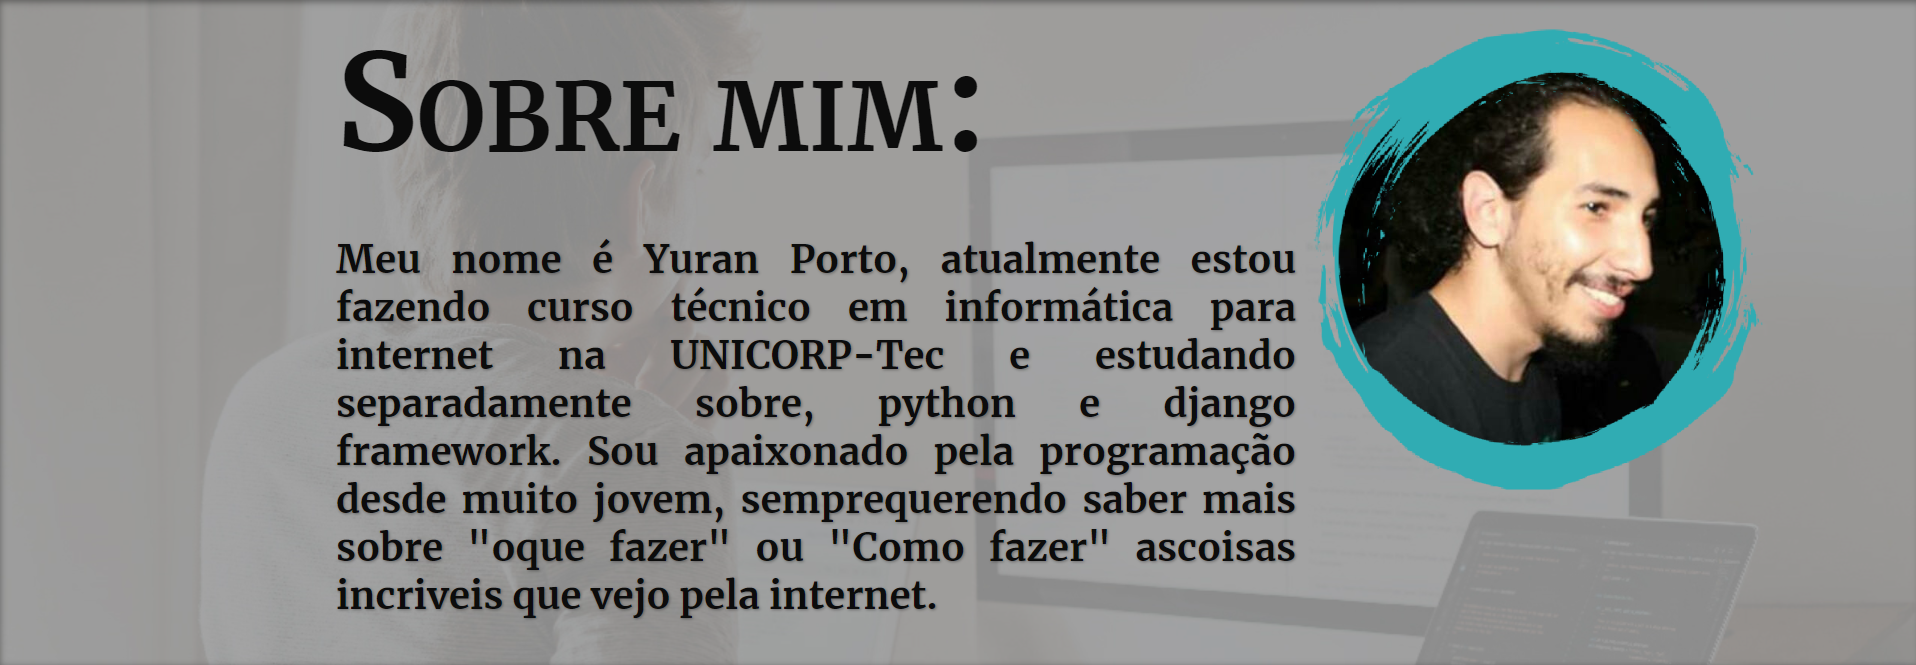 Sobre mim:
Meu nome é Yuran Porto, atualmente estou
fazendo curso técnico em informática para
internet na UNICORP-Tec e estudando
separadamente sobre, python e django
framework. Sou apaixonado pela programação
desde muito jovem, semprequerendo saber mais
sobre "oque fazer" ou "Como fazer" ascoisas
incriveis que vejo pela internet.